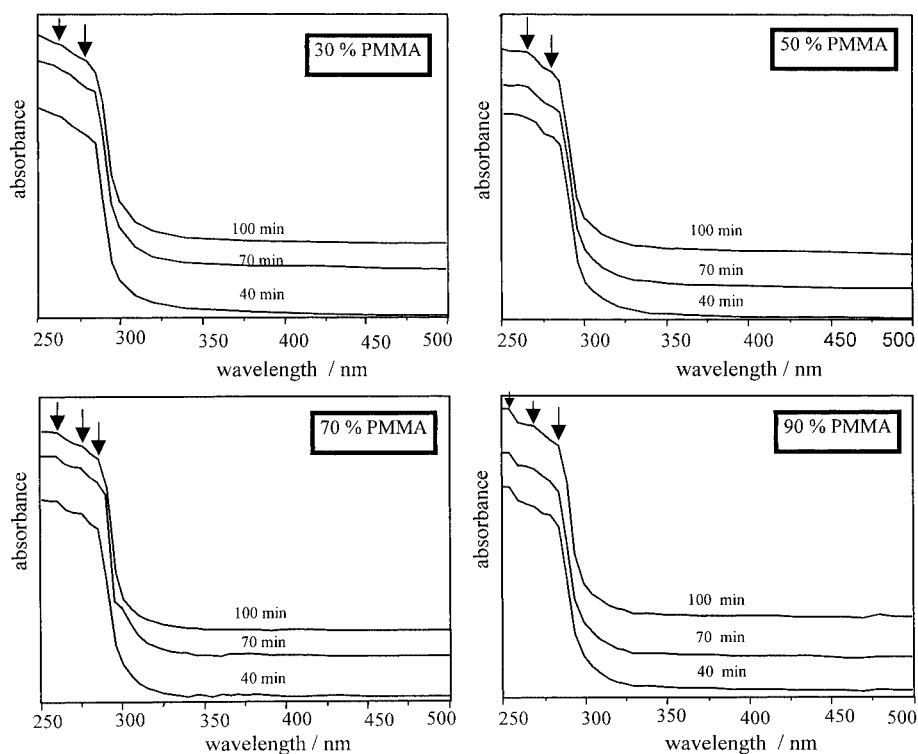 30 % PMMA
absorbance
100 min
70 min
40 min
250 300 350 400 450 500
wavelength / nm
50 % PMMA
absorbance
100 min
70 min
40 min
250 300 350 400 450 500
wavelength / nm
70 % PMMA
absorbance
100 min
70 min
40 min
250 300 350 400 450 500
wavelength / nm
90 % PMMA
absorbance
100 min
70 min
40 min
250 300 350 400 450 500
wavelength / nm